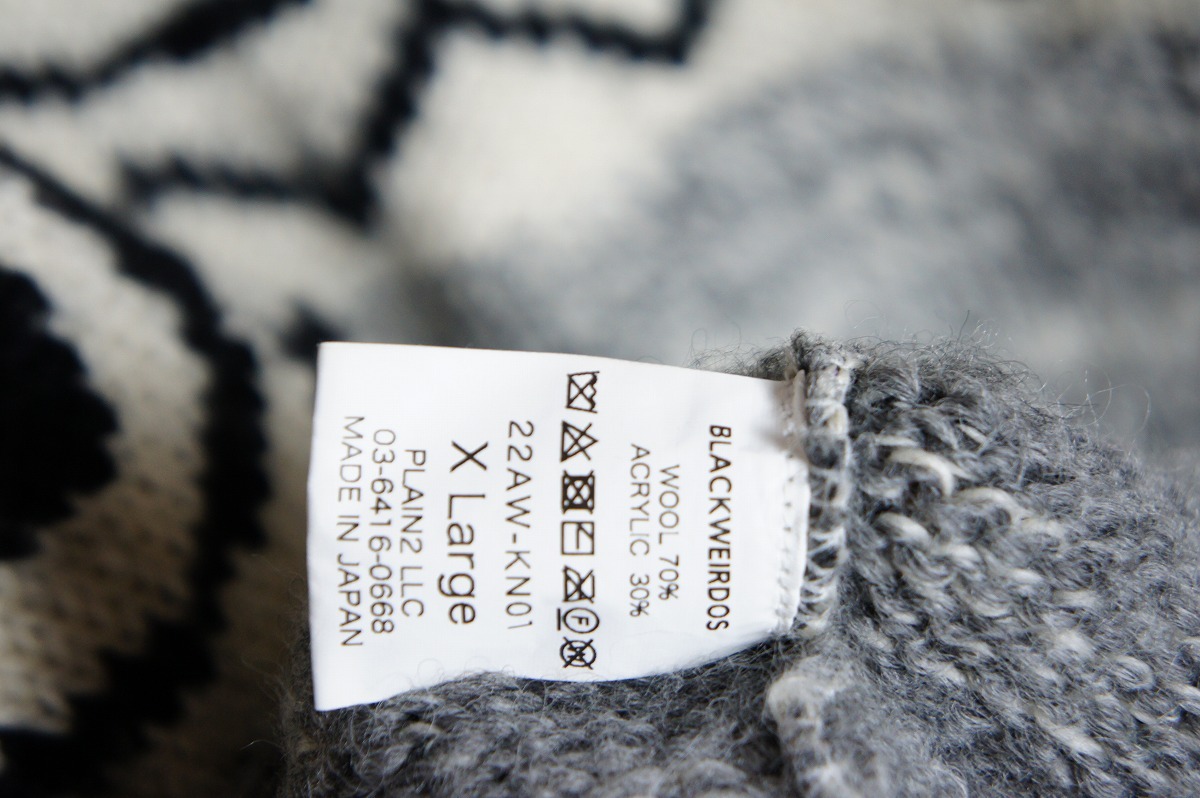 BLACKWEIRDOS
WOOL 70%
ACRYLIC 30%
F
W
22AW-KN01
X Large
PLAIN2 LLC
03-6416-0668
MADE IN JAPAN